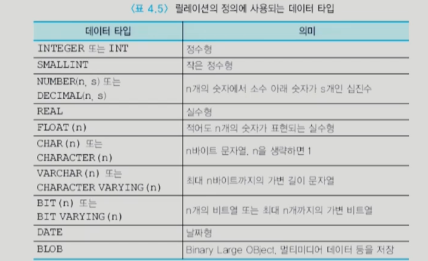 〈표 4.5〉 릴레이션의 정의에 사용되는 데이터 타입
데이터 타입 의미
INTEGER 또는 INT 정수형
SMALLINT 작은 정수형
NUMBER(n, s) 또는
DECIMAL(n, s)
n개의 숫자에서 소수 아래 숫자가 s개인 십진수
REAL 실수형
FLOAT(n) 적어도 n개의 숫자가 표현되는 실수형
CHAR(n) 또는
CHARACTER(n)
n바이트 문자열, n을 생략하면 1
VARCHAR(n) 또는
CHARACTER VARYING(n)
최대 n바이트까지의 가변 길이 문자열
BIT(n) 또는
BIT VARYING(n)
n개의 비트열 또는 최대 n개까지의 가변 비트열
DATE 날짜형
BLOB Binary Large OBject, 멀티미디어 데이터 등을 저장